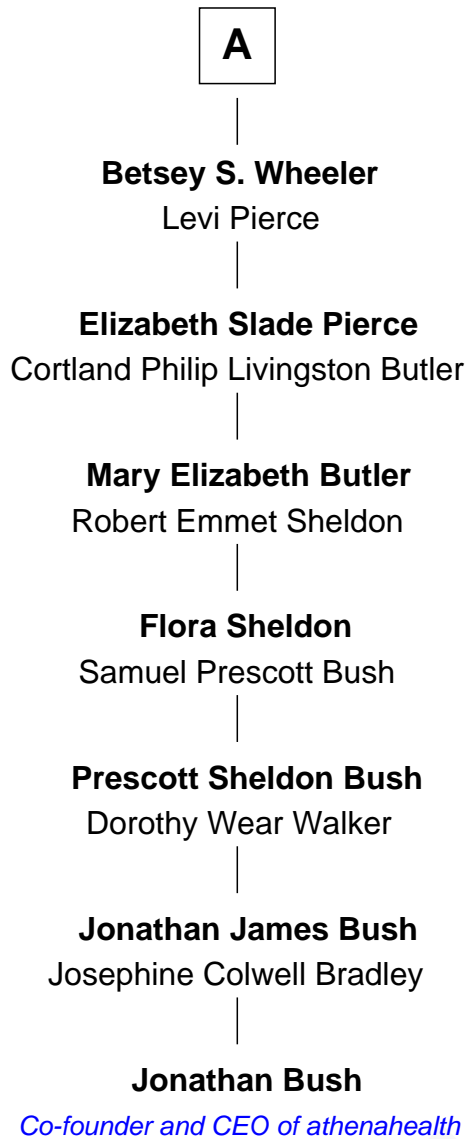 A
Betsey S. Wheeler
Levi Pierce
Elizabeth Slade Pierce
Cortland Philip Livingston Butler
Mary Elizabeth Butler
Robert Emmet Sheldon
Flora Sheldon
Samuel Prescott Bush
Prescott Sheldon Bush
Dorothy Wear Walker
Jonathan James Bush
Josephine Colwell Bradley
Jonathan Bush
Co-founder and CEO of athenahealth